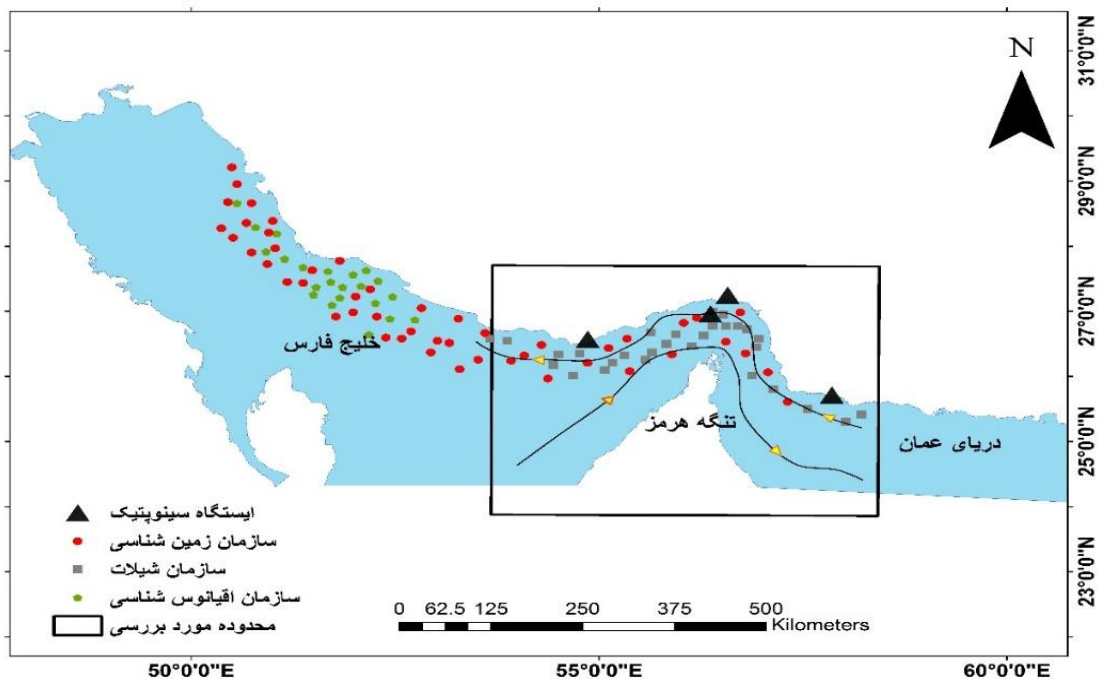 N
31°0'0"N
29°0'0"N
27°0'0"N
25°0'0"N
23°0'0"N
خلیج فارس
تنگه هرمز
دریای عمان
ایستگاه سینوپتیک
سازمان زمین شناسی
سازمان شیلات
سازمان اقیانوس شناسی
محدوده مورد بررسی
0 62.5 125 250 375 500
Kilometers
50°0'0"E 55°0'0"E 60°0'0"E